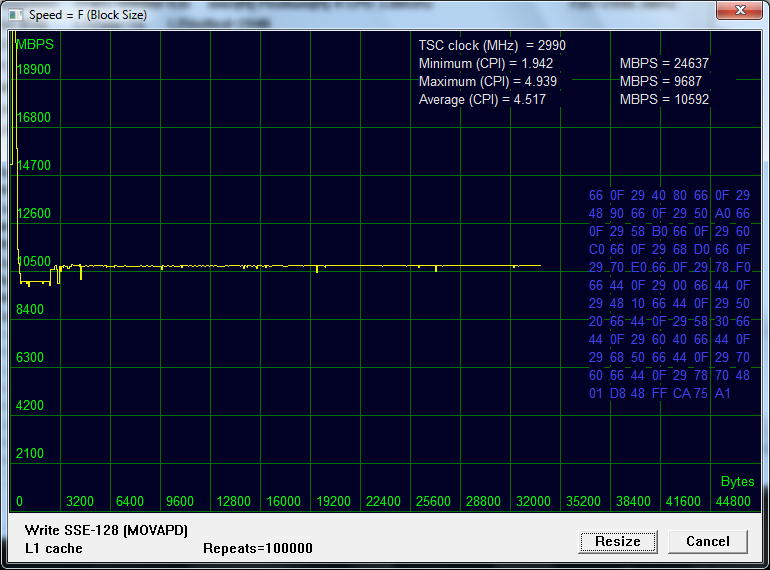 Speed = F (Block Size)
MBPS
TSC clock (MHz) = 2990
Minimum (CPI) = 1.942 MBPS = 24637
Maximum (CPI) = 4.939 MBPS = 9687
Average (CPI) = 4.517 MBPS = 10592
18900
16800
14700
12600
10500
8400
6300
4200
2100
66 0F 29 40 80 66 0F 29
48 90 66 0F 29 50 A0 66
0F 29 58 B0 66 0F 29 60
C0 66 0F 29 68 D0 66 0F
29 70 E0 66 0F 29 78 F0
66 44 0F 29 00 66 44 0F
29 48 10 66 44 0F 29 50
20 66 44 0F 29 58 30 66
44 0F 29 60 40 66 44 0F
29 68 50 66 44 0F 29 70
60 66 44 0F 29 78 70 48
01 D8 48 FF CA 75 A1
Bytes
0 3200 6400 9600 12800 16000 19200 22400 25600 28800 32000 35200 38400 41600 44800
Write SSE-128 (MOVAPD)
L1 cache Repeats=100000
Resize Cancel